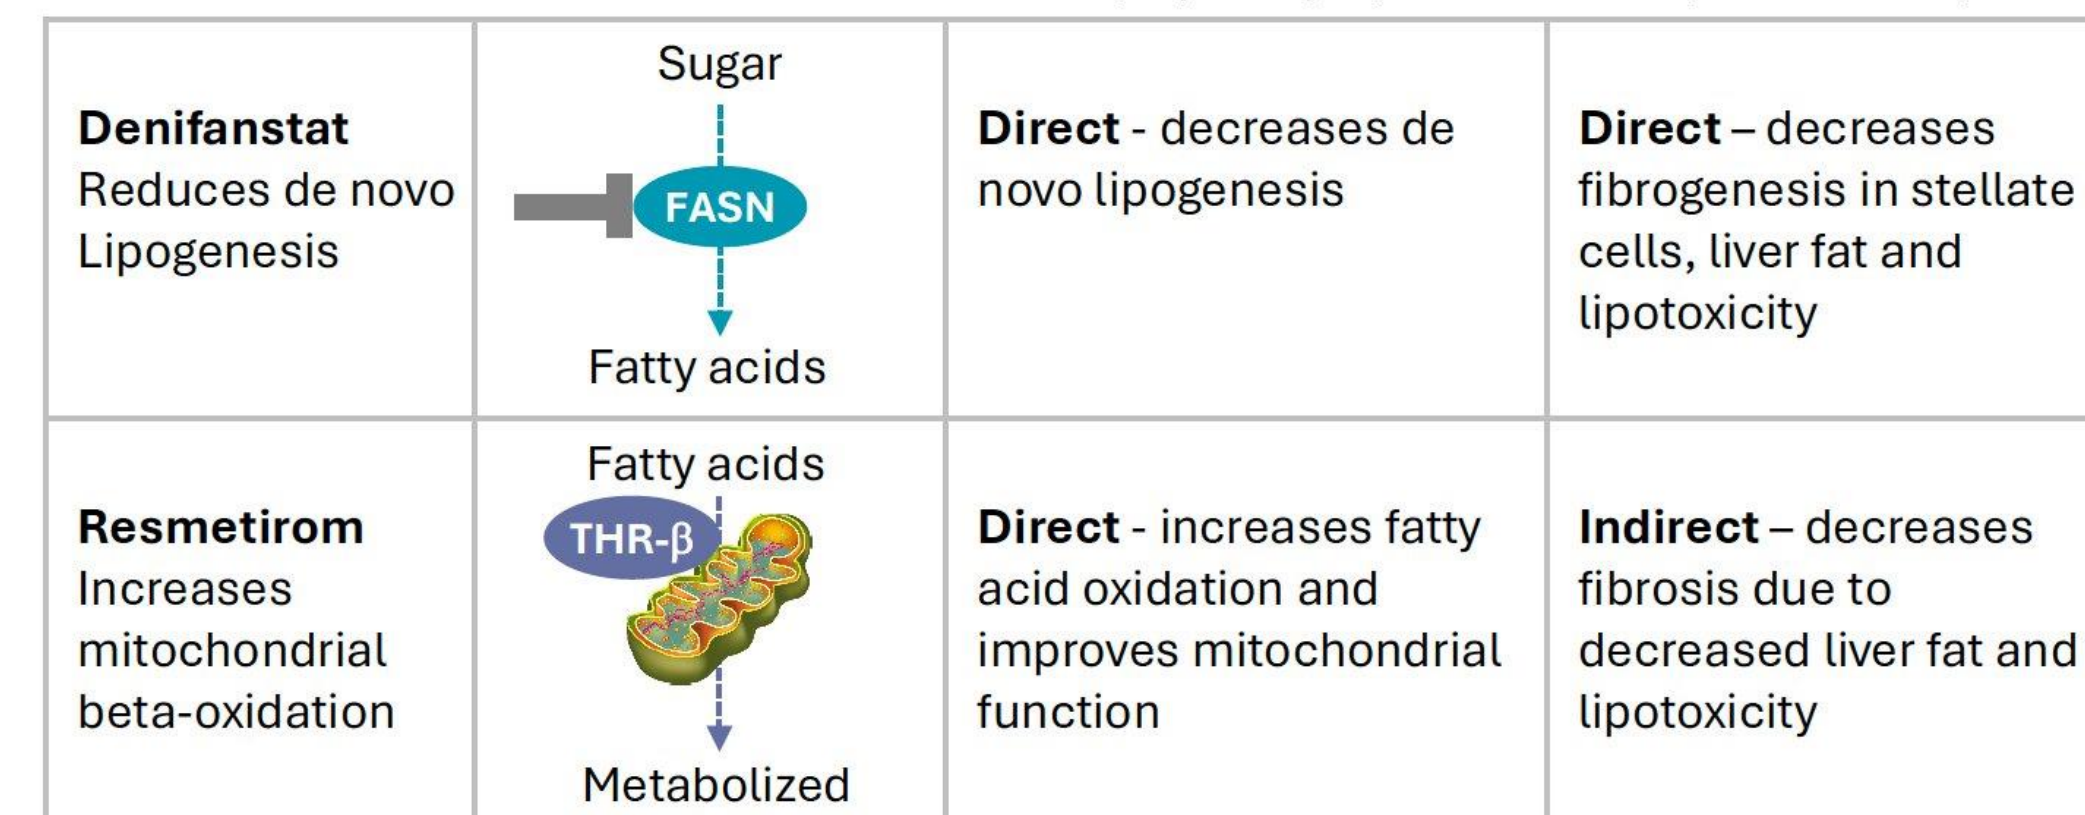 Denifanstat
Reduces de novo
Lipogenesis
Sugar
FASN
Fatty acids
Direct - decreases de
novo lipogenesis
Direct – decreases
fibrogenesis in stellate
cells, liver fat and
lipotoxicity
Resmetirom
Increases
mitochondrial
beta-oxidation
Fatty acids
THR-β
Metabolized
Direct - increases fatty
acid oxidation and
improves mitochondrial
function
Indirect – decreases
fibrosis due to
decreased liver fat and
lipotoxicity